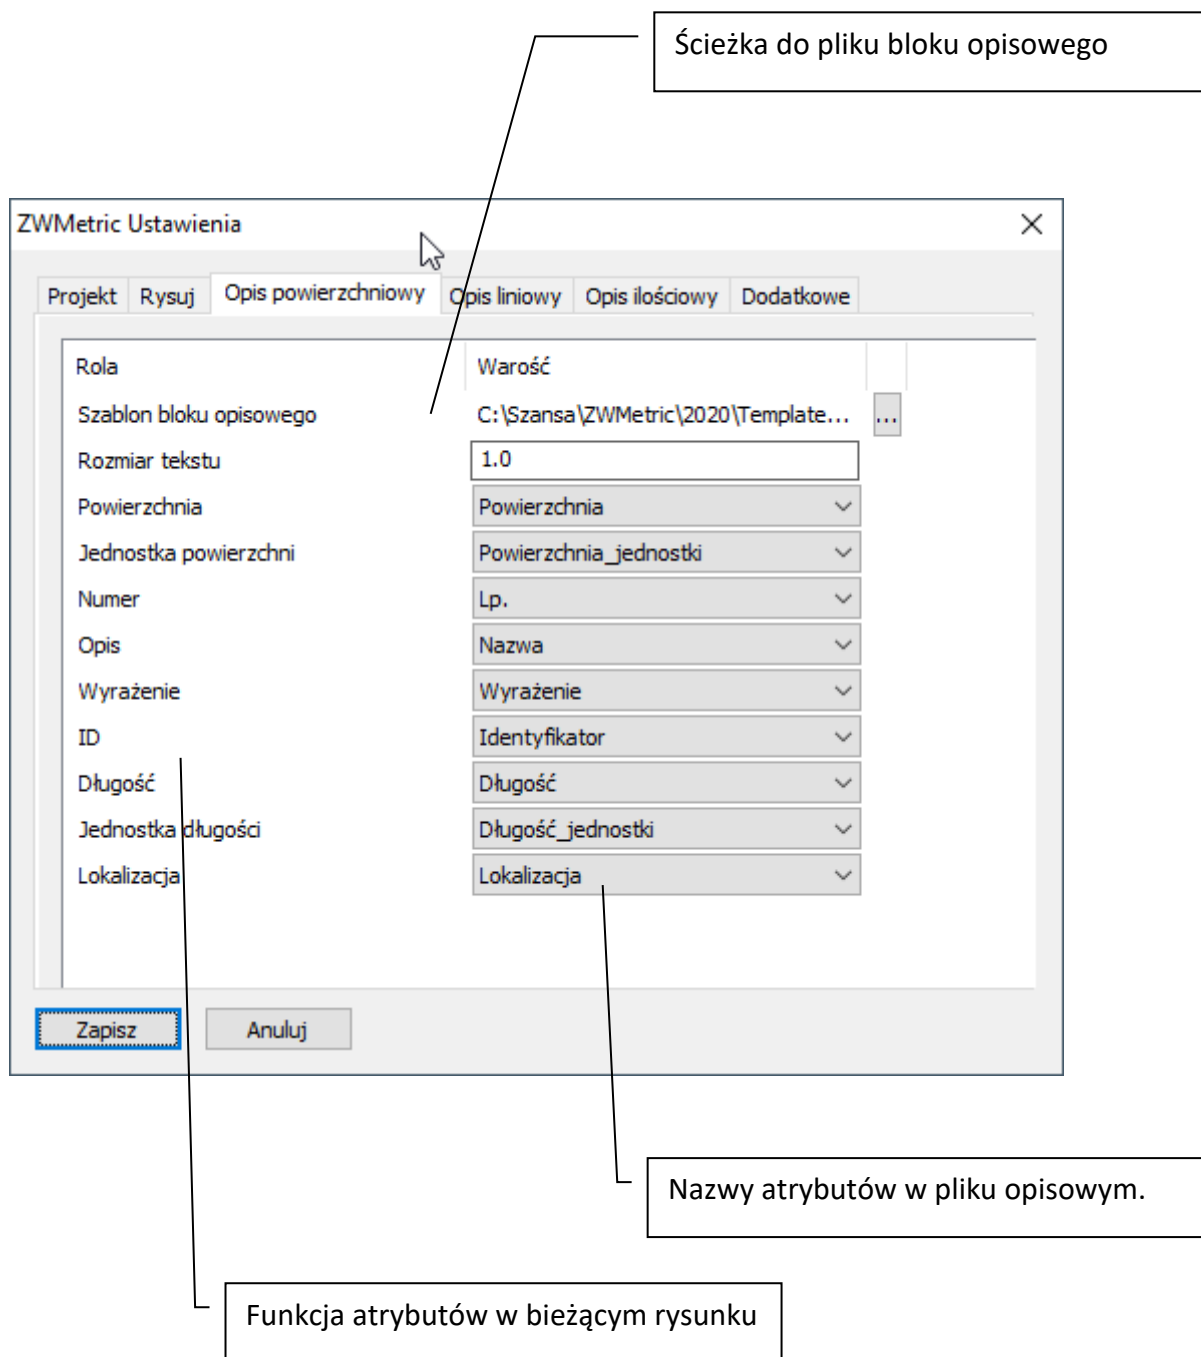 Ścieżka do pliku bloku opisowego
ZWMetric Ustawienia
Projekt Rysuj Opis powierzchniowy Opis liniowy Opis ilościowy Dodatkowe
Rola Warość
Szablon bloku opisowego C:\Szansa\ZWMetric\2020\Template... ...
Rozmiar tekstu 1.0
Powierzchnia Powierzchnia
Jednostka powierzchni Powierzchnia_jednostki
Numer Lp.
Opis Nazwa
Wyrażenie Wyrażenie
ID Identyfikator
Długość Długość
Jednostka długości Długość_jednostki
Lokalizacja Lokalizacja
Zapisz Anuluj
Nazwy atrybutów w pliku opisowym.
Funkcja atrybutów w bieżącym rysunku